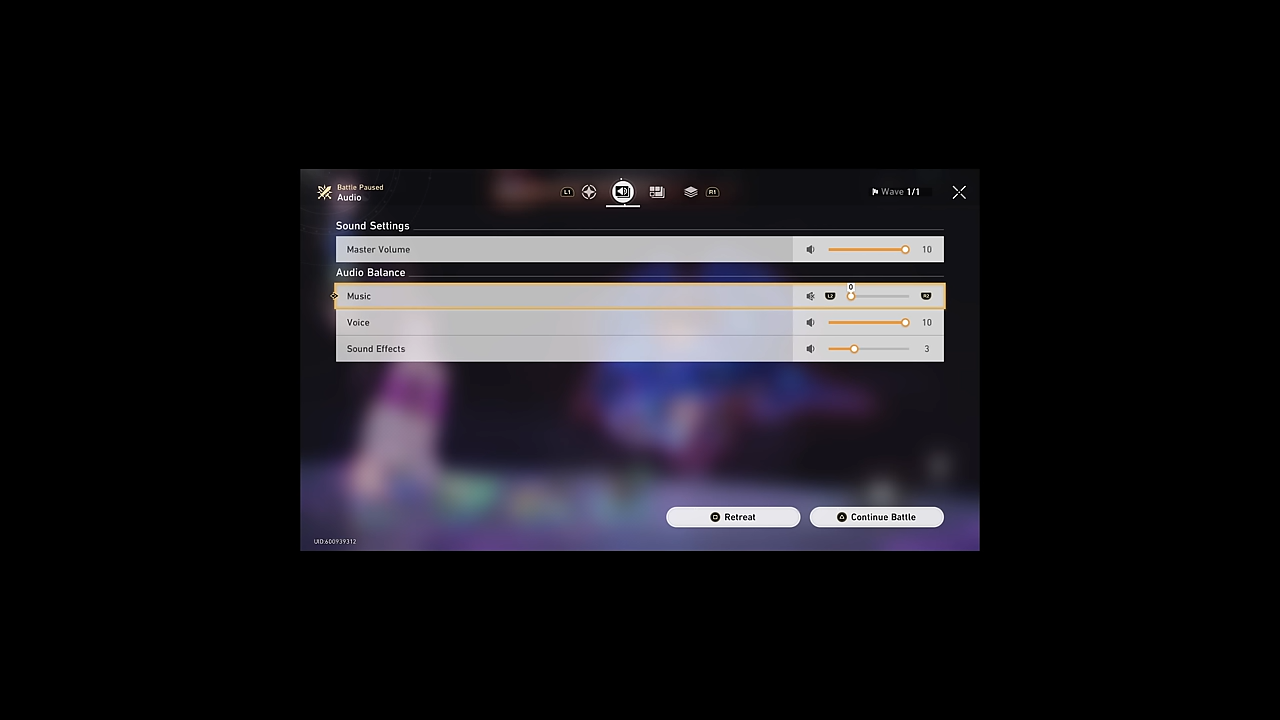 Battle Paused
Audio
L1
R1
Wave 1/1
Sound Settings
Master Volume 10
Audio Balance
Music L2 0 R2
Voice 10
Sound Effects 3
Retreat
Continue Battle
UID:600939312